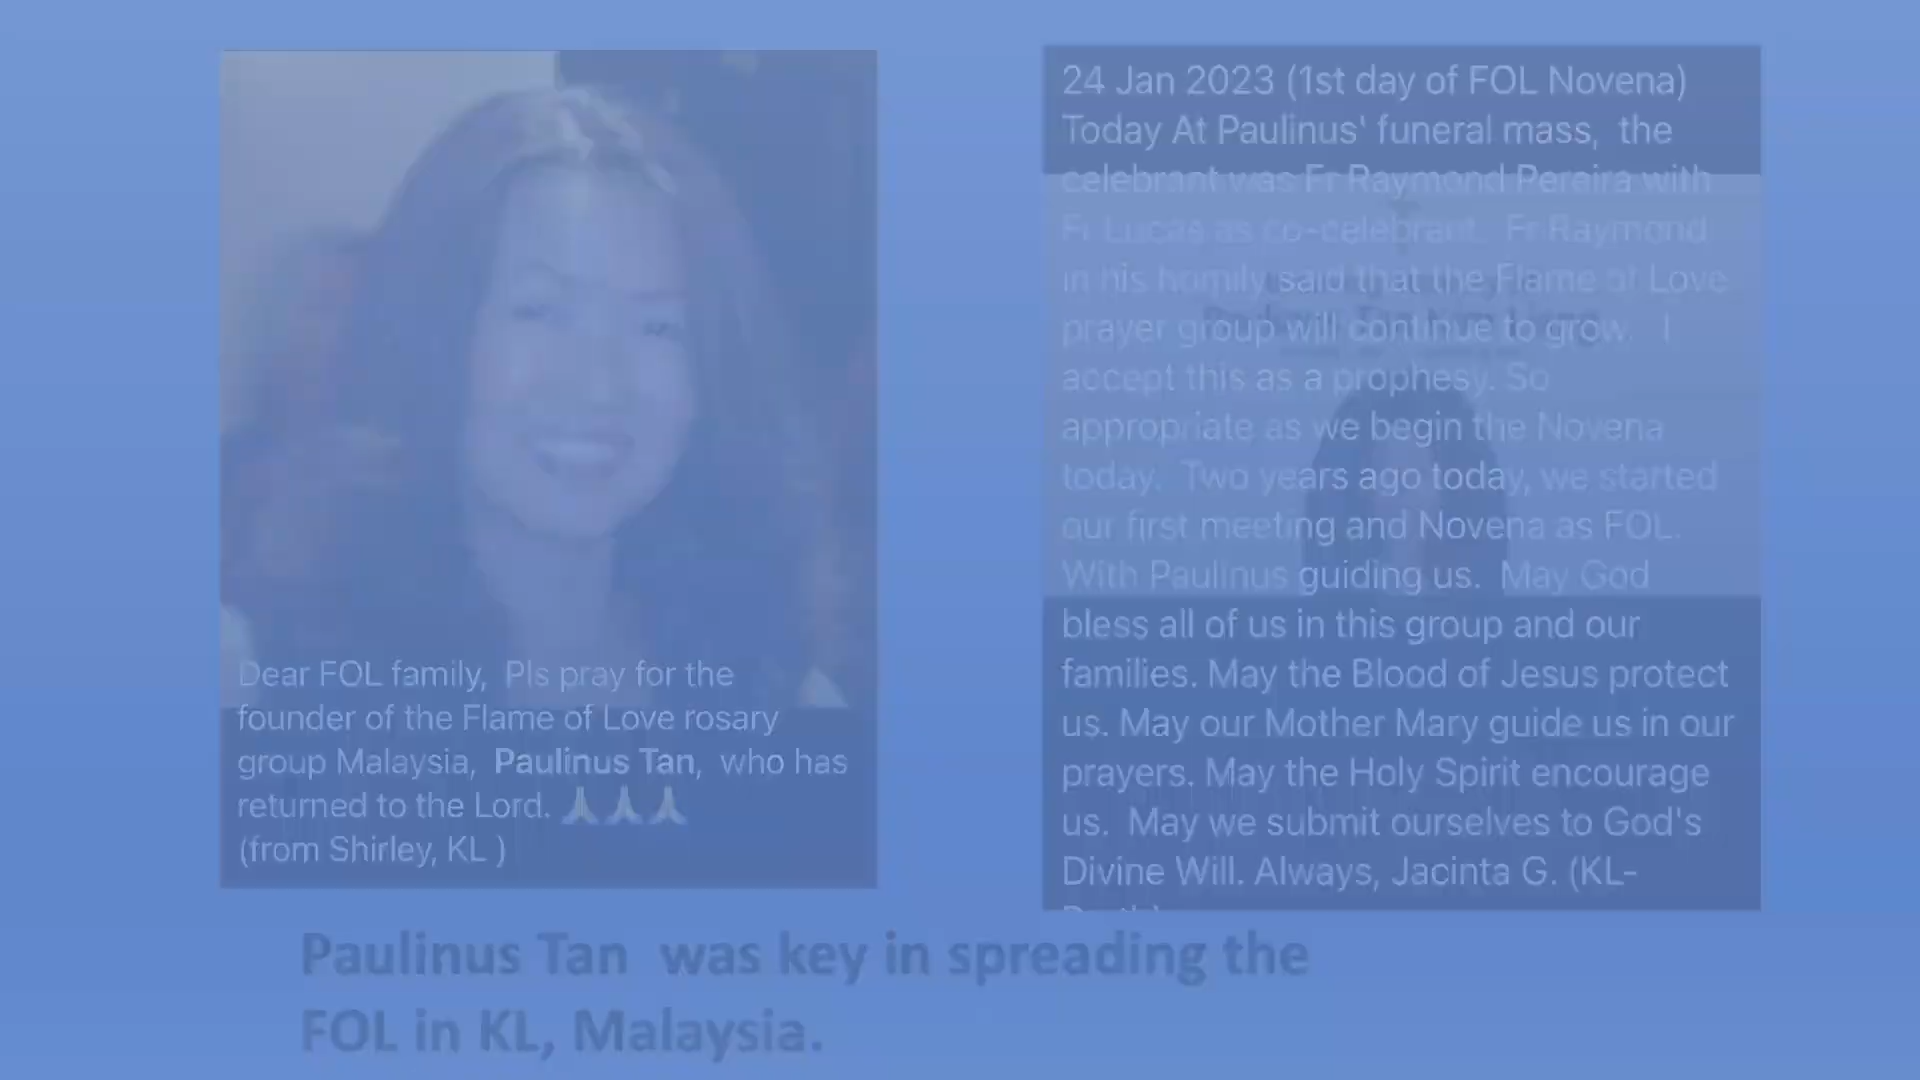 Dear FOL family,  Pls pray for the
founder of the Flame of Love rosary
group Malaysia,  Paulinus Tan,  who has
returned to the Lord. 🙏🙏🙏
(from Shirley, KL )
24 Jan 2023 (1st day of FOL Novena)
Today At Paulinus' funeral mass,  the
celebrant was Fr Raymond Pereira with
Fr Lucas as co-celebrant.  Fr Raymond
in his homily said that the Flame of Love
prayer group will continue to grow.   I
accept this as a prophesy. So
appropriate as we begin the Novena
today.  Two years ago today, we started
our first meeting and Novena as FOL.
With Paulinus guiding us.  May God
bless all of us in this group and our
families. May the Blood of Jesus protect
us. May our Mother Mary guide us in our
prayers. May the Holy Spirit encourage
us.  May we submit ourselves to God's
Divine Will. Always, Jacinta G. (KL-
Paulinus Tan  was key in spreading the
FOL in KL, Malaysia.